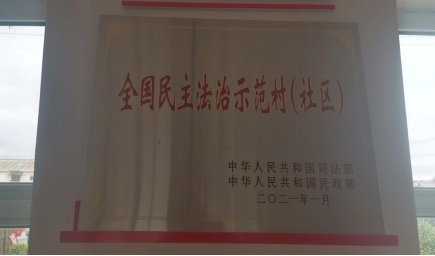 全国民主法治示范村(社区)
中华人民共和国司法部
中华人民共和国民政部
二〇二一年一月